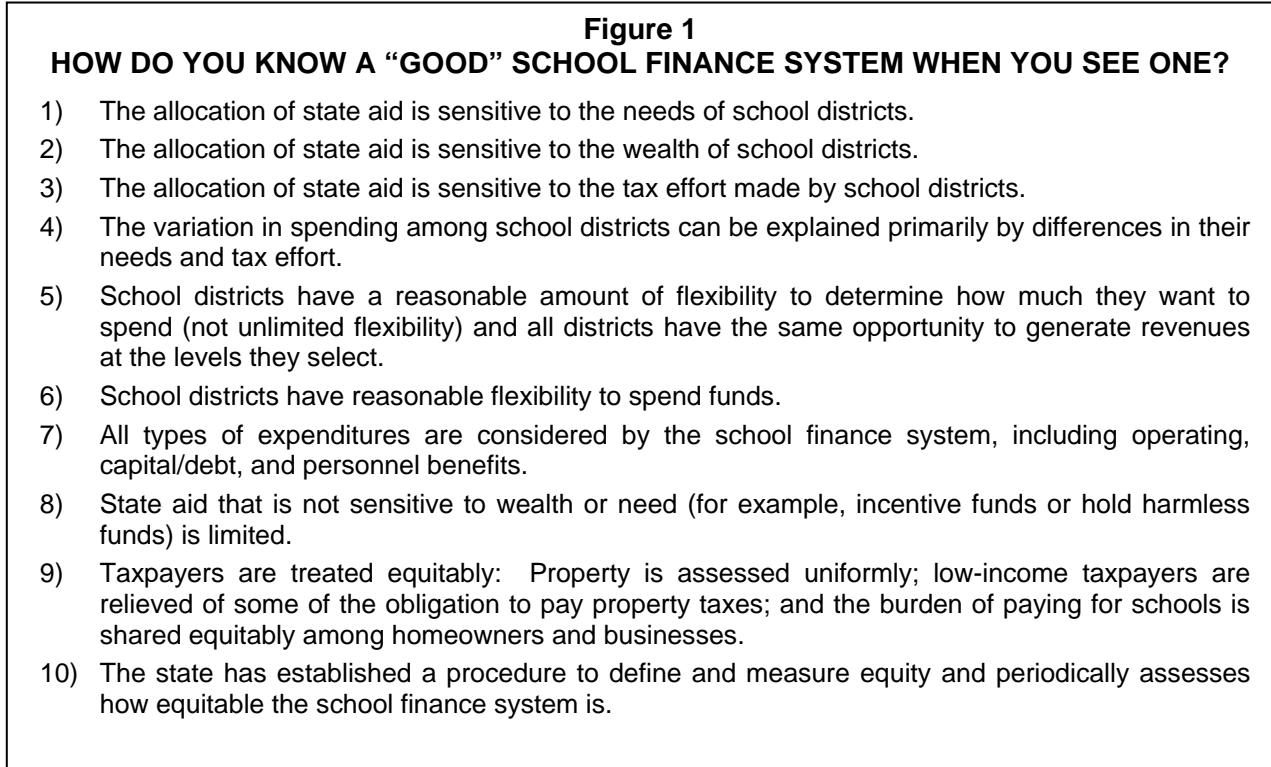 Figure 1
HOW DO YOU KNOW A “GOOD” SCHOOL FINANCE SYSTEM WHEN YOU SEE ONE?
1) The allocation of state aid is sensitive to the needs of school districts.
2) The allocation of state aid is sensitive to the wealth of school districts.
3) The allocation of state aid is sensitive to the tax effort made by school districts.
4) The variation in spending among school districts can be explained primarily by differences in their
needs and tax effort.
5) School districts have a reasonable amount of flexibility to determine how much they want to
spend (not unlimited flexibility) and all districts have the same opportunity to generate revenues
at the levels they select.
6) School districts have reasonable flexibility to spend funds.
7) All types of expenditures are considered by the school finance system, including operating,
capital/debt, and personnel benefits.
8) State aid that is not sensitive to wealth or need (for example, incentive funds or hold harmless
funds) is limited.
9) Taxpayers are treated equitably: Property is assessed uniformly; low-income taxpayers are
relieved of some of the obligation to pay property taxes; and the burden of paying for schools is
shared equitably among homeowners and businesses.
10) The state has established a procedure to define and measure equity and periodically assesses
how equitable the school finance system is.